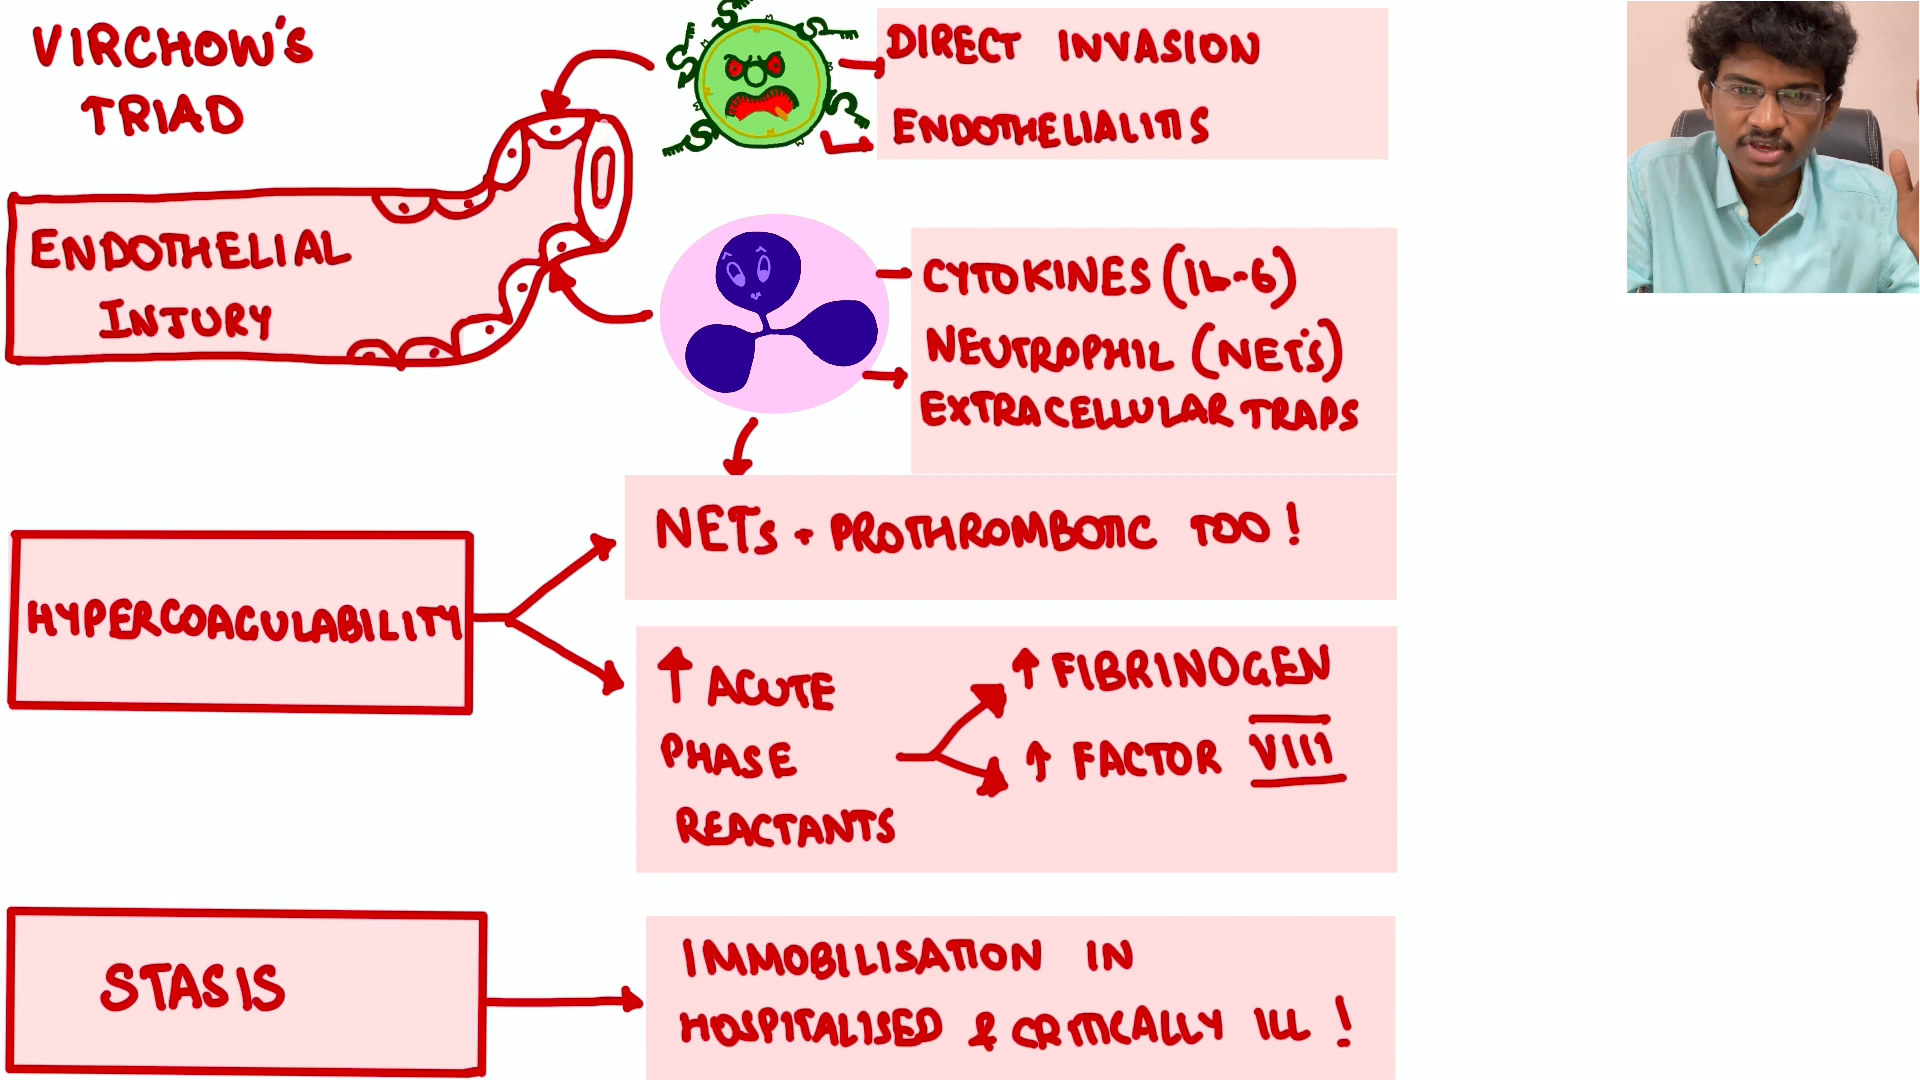 VIRCHOW'S
TRIAD
DIRECT INVASION
ENDOTHELIALITIS
ENDOTHELIAL
INJURY
CYTOKINES (IL-6)
NEUTROPHIL (NET'S)
EXTRACELLULAR TRAPS
NETs - PROTHROMBOTIC TOO!
HYPERCOAGULABILITY
↑ ACUTE
PHASE
REACTANTS
↑ FIBRINOGEN
↑ FACTOR VIII
STASIS
IMMOBILISATION IN
HOSPITALISED & CRITICALLY ILL!